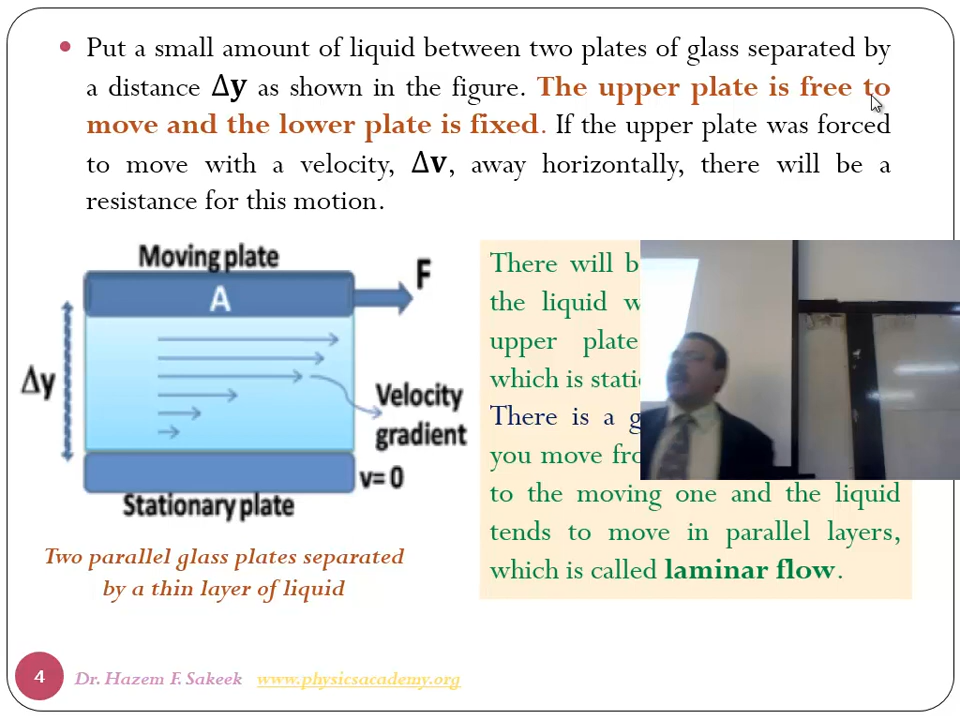 Put a small amount of liquid between two plates of glass separated by
a distance Δy as shown in the figure. The upper plate is free to
move and the lower plate is fixed. If the upper plate was forced
to move with a velocity, Δv, away horizontally, there will be a
resistance for this motion.
Moving plate
A
F
Δy
Velocity
gradient
v= 0
Stationary plate
Two parallel glass plates separated
by a thin layer of liquid
There will
the liquid
upper plate
which is
There is a
you move
to the moving one and the liquid
tends to move in parallel layers,
which is called laminar flow.
4
Dr. Hazem F. Sakeek www.physicsacademy.org